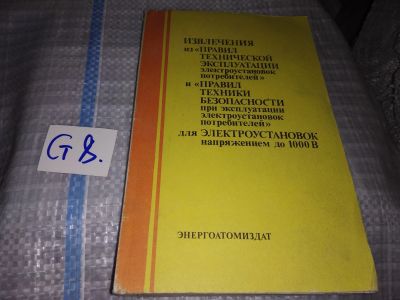 ИЗВЛЕЧЕНИЯ
из «ПРАВИЛ
ТЕХНИЧЕСКОЙ
ЭКСПЛУАТАЦИИ
электроустановок
потребителей»
и «ПРАВИЛ
ТЕХНИКИ
БЕЗОПАСНОСТИ
при эксплуатации
электроустановок
потребителей»
для ЭЛЕКТРОУСТАНОВОК
напряжением до 1000 В
G 8.
ЭНЕРГОАТОМИЗДАТ